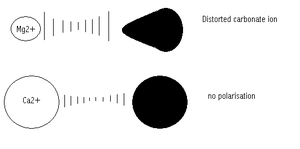 Distorted carbonate ion
Mg2+
Ca2+
no polarisation